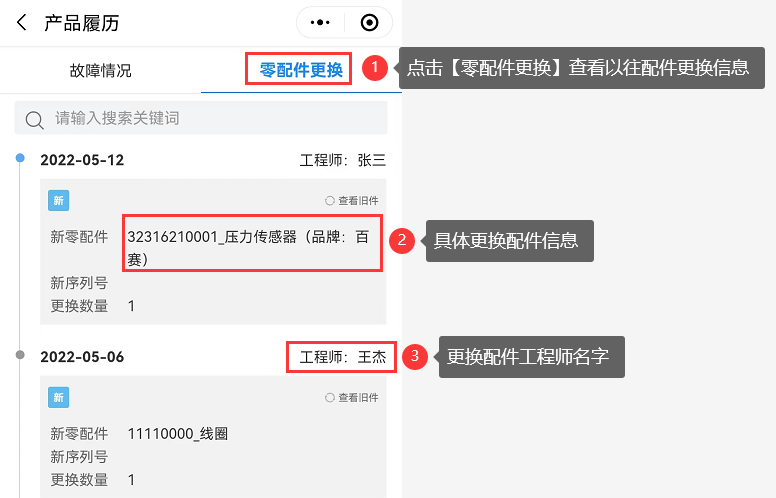 产品履历
故障情况
零配件更换
1
点击【零配件更换】查看以往配件更换信息
请输入搜索关键词
2022-05-12
工程师：张三
新
查看旧件
新零配件
32316210001_压力传感器（品牌：百
赛）
2
具体更换配件信息
新序列号
更换数量 1
2022-05-06
工程师：王杰
3
更换配件工程师名字
新
查看旧件
新零配件 11110000_线圈
新序列号
更换数量 1